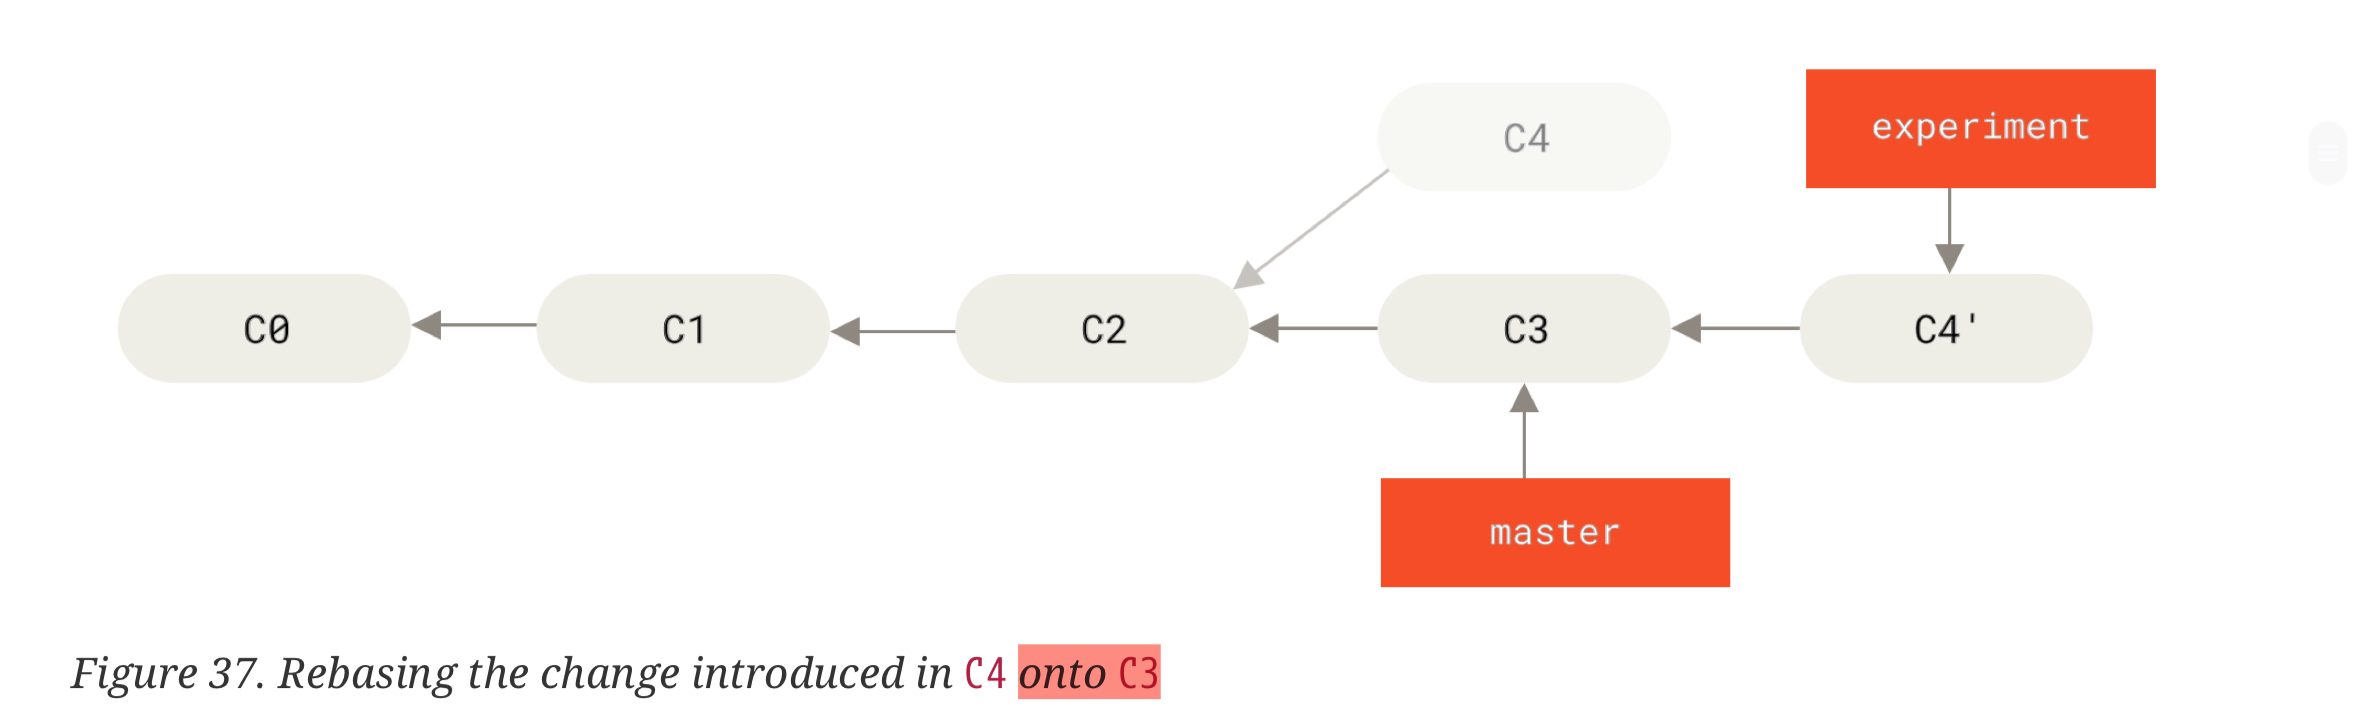 C4
experiment
C0
C1
C2
C3
C4'
master
Figure 37. Rebasing the change introduced in C4 onto C3